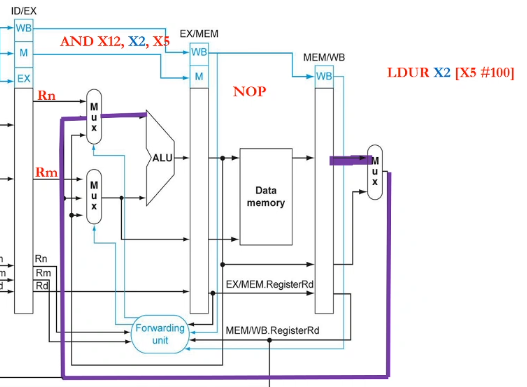 ID/EX
WB
M
EX
AND X12, X2, X5
EX/MEM
WB
M
NOP
MEM/WB
WB
LDUR X2 [X5 #100]
Rn
Rm
Mux
Mux
ALU
Data
memory
Mux
Rn
Rm
Rd
EX/MEM.RegisterRd
Forwarding
unit
MEM/WB.RegisterRd